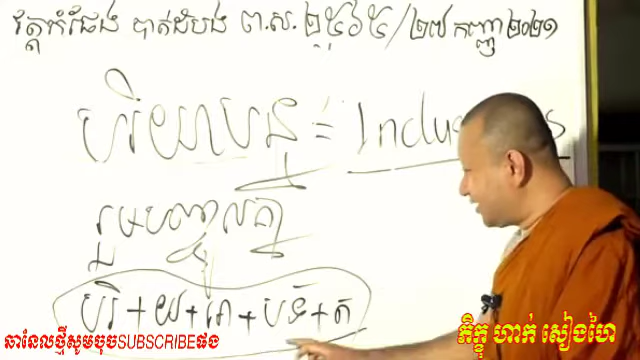 វត្តកំផែង បាត់ដំបង ព.ស. ២៥៦៥/២៧ កញ្ញា ២០២១
បរិយាបន្ន = Inclus s
រួមបញ្ចូលគ្នា
បរិ + យ + អា + បទ + ត
ឆានែលថ្មីសូមចុចSUBSCRIBEផង
ភិក្ខុ ហាក់ សៀងហៃ